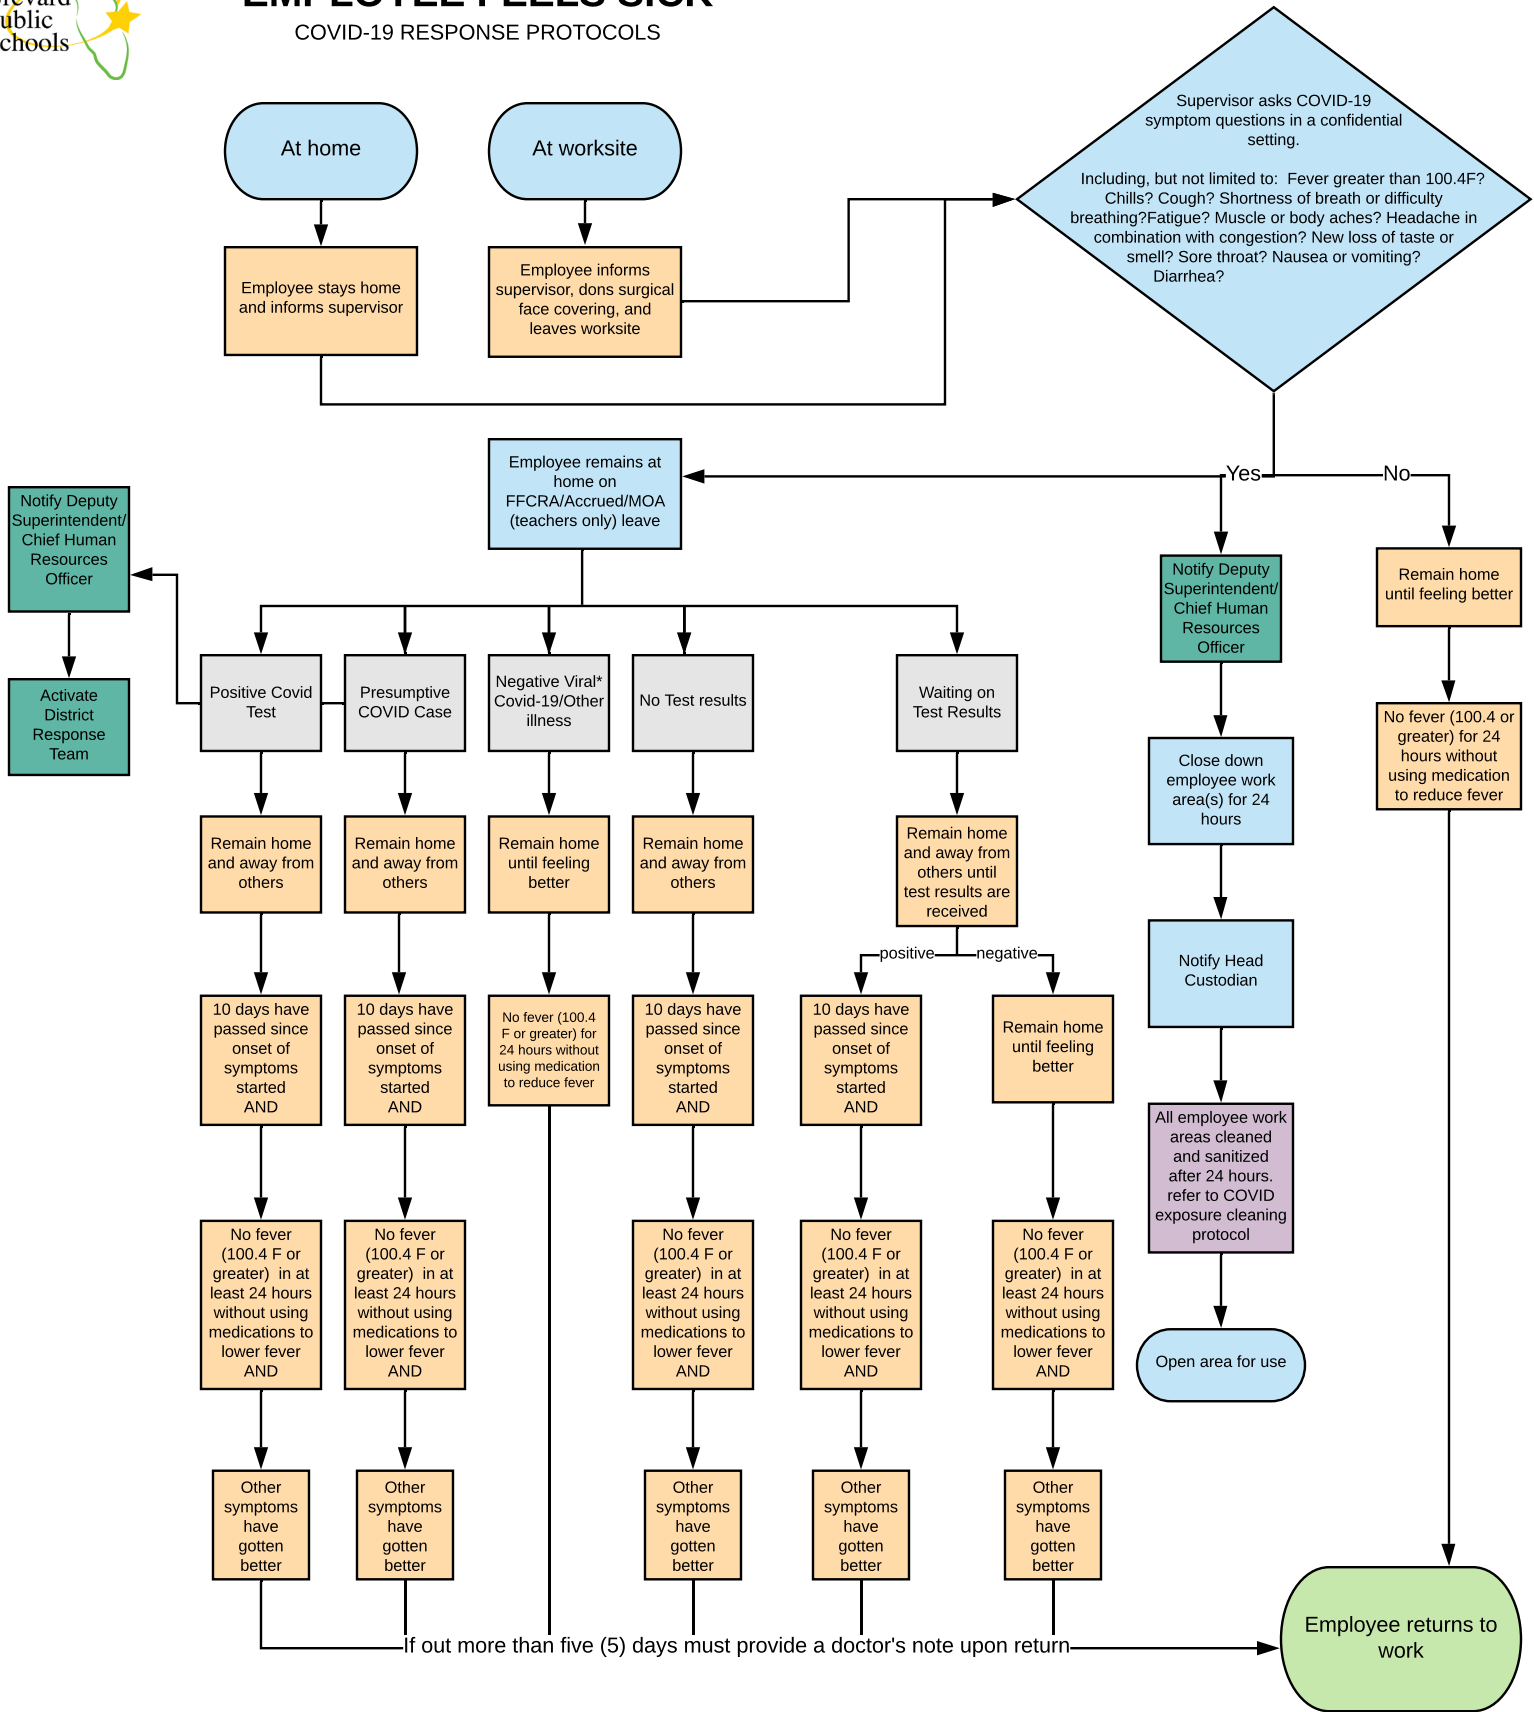 ublic
chools
COVID-19 RESPONSE PROTOCOLS
At home
At worksite
Supervisor asks COVID-19
symptom questions in a confidential
setting.
Including, but not limited to:  Fever greater than 100.4F?
Chills? Cough? Shortness of breath or difficulty
breathing?Fatigue? Muscle or body aches? Headache in
combination with congestion? New loss of taste or
smell? Sore throat? Nausea or vomiting?
Diarrhea?
Employee stays home
and informs supervisor
Employee informs
supervisor, dons surgical
face covering, and
leaves worksite
Yes
No
Employee remains at
home on
FFCRA/Accrued/MOA
(teachers only) leave
Notify Deputy
Superintendent/
Chief Human
Resources
Officer
Activate
District
Response
Team
Positive Covid
Test
Presumptive
COVID Case
Negative Viral*
Covid-19/Other
illness
No Test results
Waiting on
Test Results
Notify Deputy
Superintendent/
Chief Human
Resources
Officer
Remain home
until feeling better
No fever (100.4 or
greater) for 24
hours without
using medication
to reduce fever
Close down
employee work
area(s) for 24
hours
Remain home
and away from
others
Remain home
and away from
others
Remain home
until feeling
better
Remain home
and away from
others
Remain home
and away from
others until
test results are
received
positive
negative
Notify Head
Custodian
10 days have
passed since
onset of
symptoms
started
AND
10 days have
passed since
onset of
symptoms
started
AND
No fever (100.4
F or greater) for
24 hours without
using medication
to reduce fever
10 days have
passed since
onset of
symptoms
started
AND
10 days have
passed since
onset of
symptoms
started
AND
Remain home
until feeling
better
All employee work
areas cleaned
and sanitized
after 24 hours.
refer to COVID
exposure cleaning
protocol
No fever
(100.4 F or
greater)  in at
least 24 hours
without using
medications to
lower fever
AND
No fever
(100.4 F or
greater)  in at
least 24 hours
without using
medications to
lower fever
AND
No fever
(100.4 F or
greater)  in at
least 24 hours
without using
medications to
lower fever
AND
No fever
(100.4 F or
greater)  in at
least 24 hours
without using
medications to
lower fever
AND
No fever
(100.4 F or
greater)  in at
least 24 hours
without using
medications to
lower fever
AND
Open area for use
Other
symptoms
have
gotten
better
Other
symptoms
have
gotten
better
Other
symptoms
have
gotten
better
Other
symptoms
have
gotten
better
Other
symptoms
have
gotten
better
If out more than five (5) days must provide a doctor's note upon return
Employee returns to
work